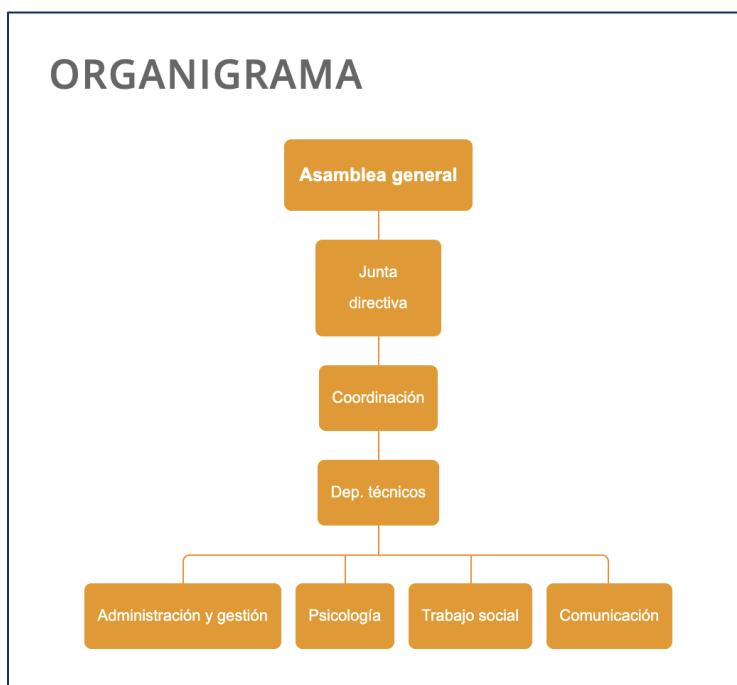 ORGANIGRAMA
Asamblea general
Junta
directiva
Coordinación
Dep. técnicos
Administración y gestión
Psicología
Trabajo social
Comunicación